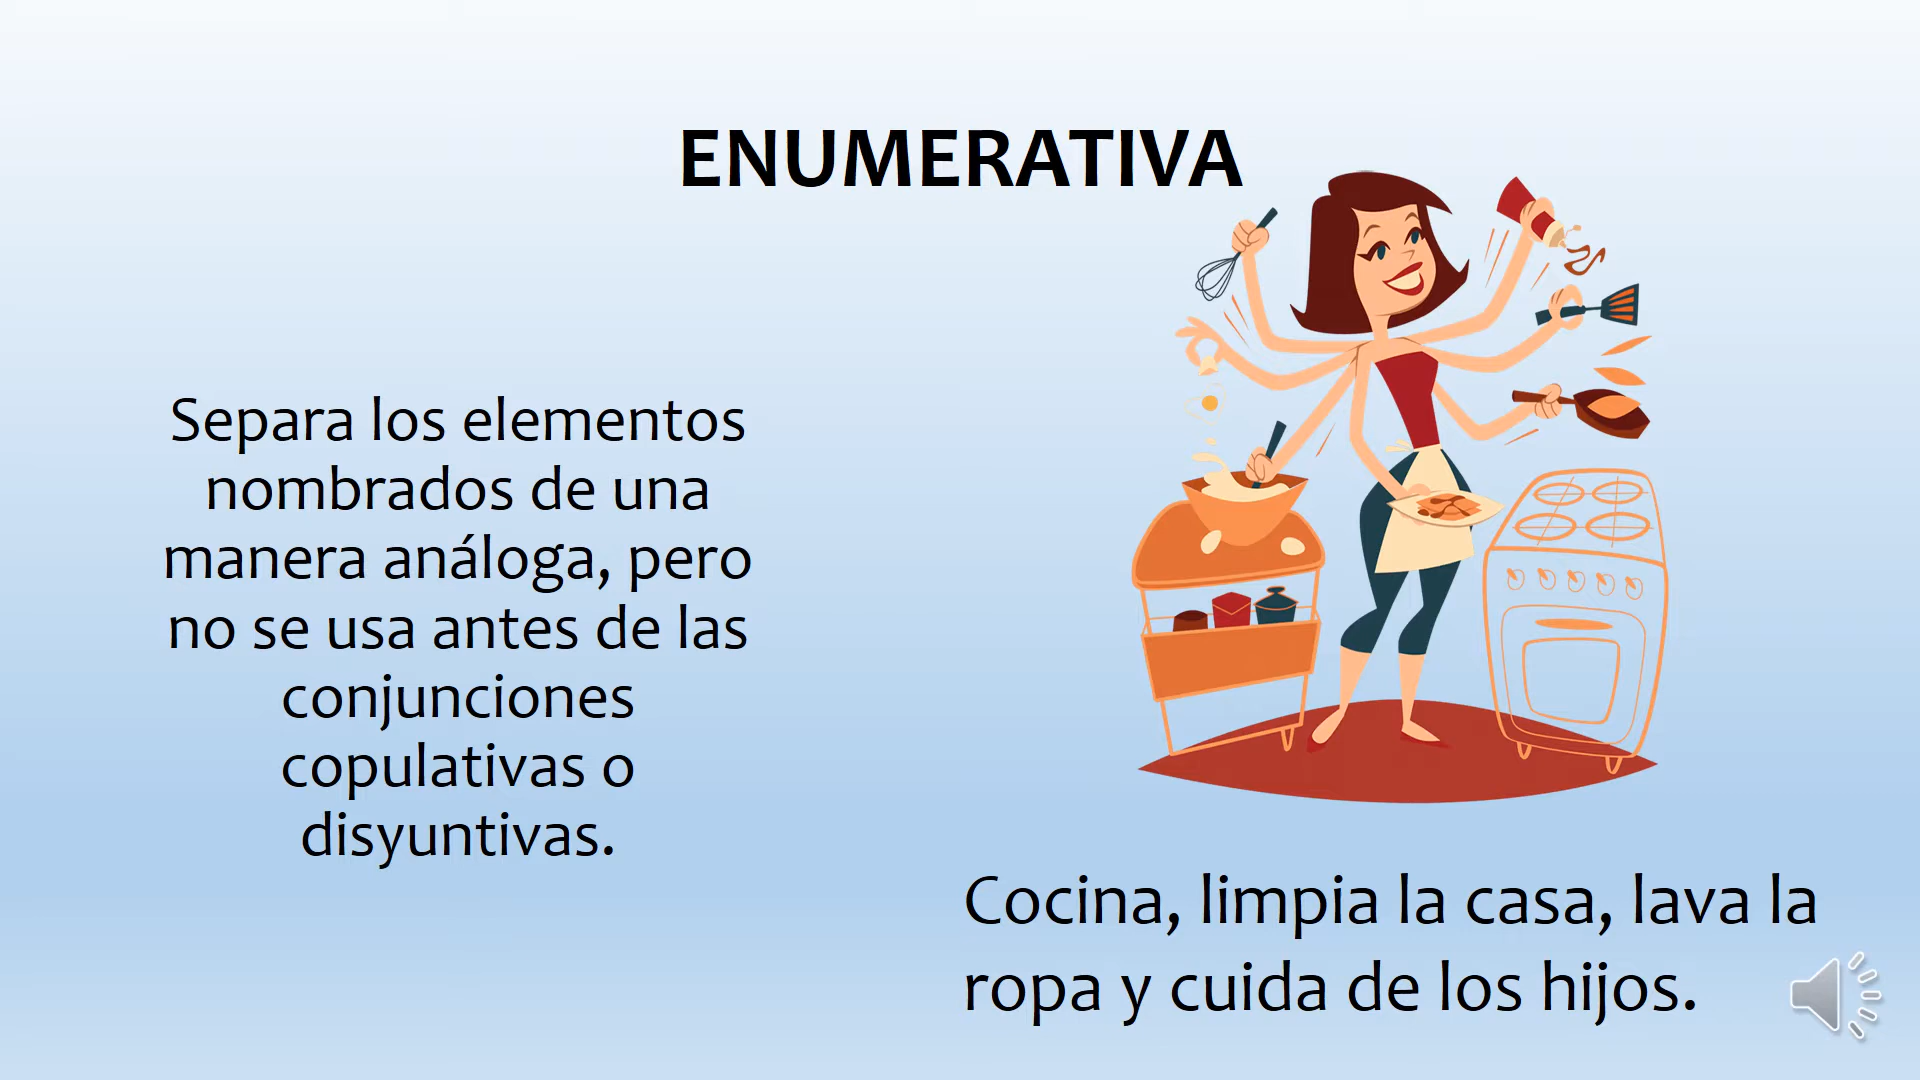 ENUMERATIVA
Separa los elementos
nombrados de una
manera análoga, pero
no se usa antes de las
conjunciones
copulativas o
disyuntivas.
Cocina, limpia la casa, lava la
ropa y cuida de los hijos.